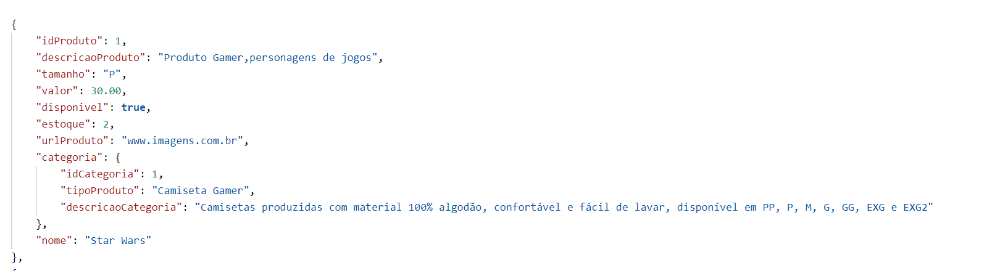 {
"idProduto": 1,
"descricaoProduto": "Produto Gamer,personagens de jogos",
"tamanho": "P",
"valor": 30.00,
"disponivel": true,
"estoque": 2,
"urlProduto": "www.imagens.com.br",
"categoria": {
"idCategoria": 1,
"tipoProduto": "Camiseta Gamer",
"descricaoCategoria": "Camisetas produzidas com material 100% algodão, confortável e fácil de lavar, disponível em PP, P, M, G, GG, EXG e EXG2"
},
"nome": "Star Wars"
},